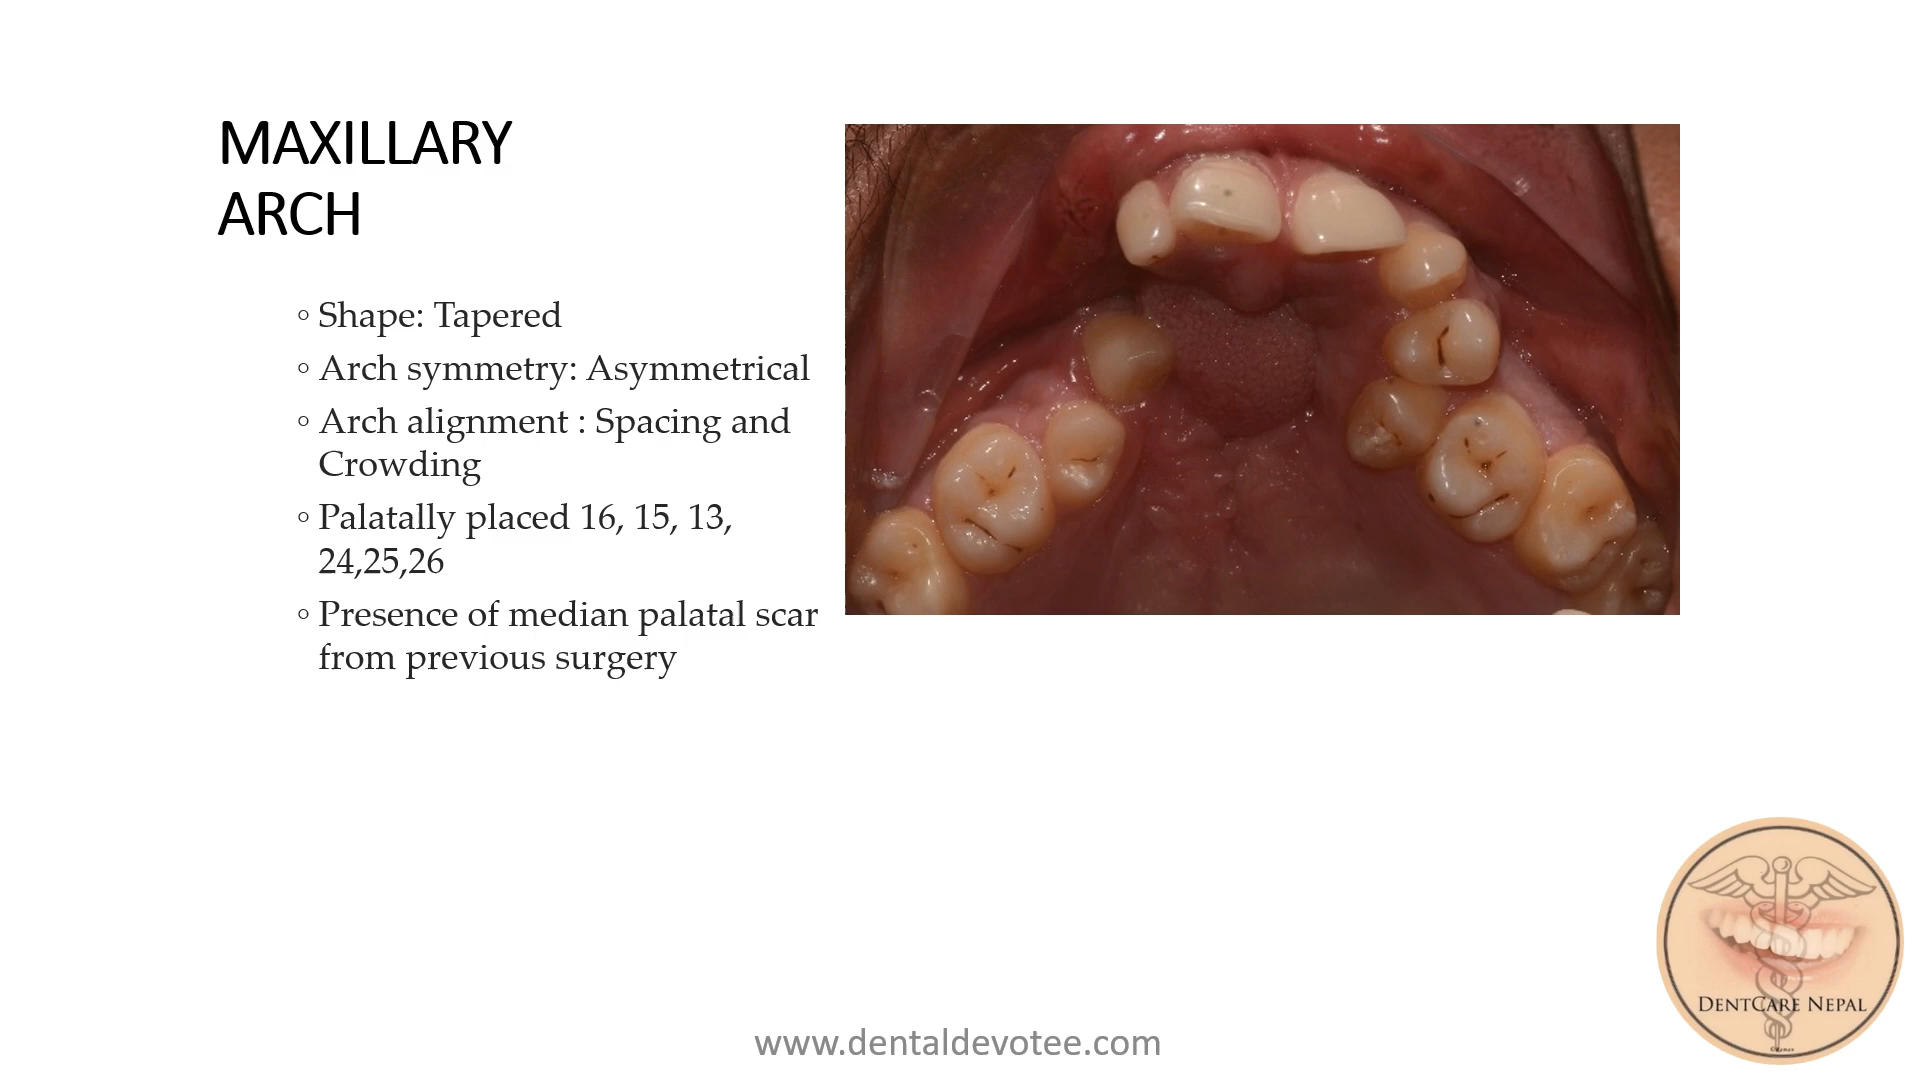 MAXILLARY
ARCH
◦ Shape: Tapered
◦ Arch symmetry: Asymmetrical
◦ Arch alignment : Spacing and
Crowding
◦ Palatally placed 16, 15, 13,
24,25,26
◦ Presence of median palatal scar
from previous surgery
DENTCARE NEPAL
www.dentaldevotee.com